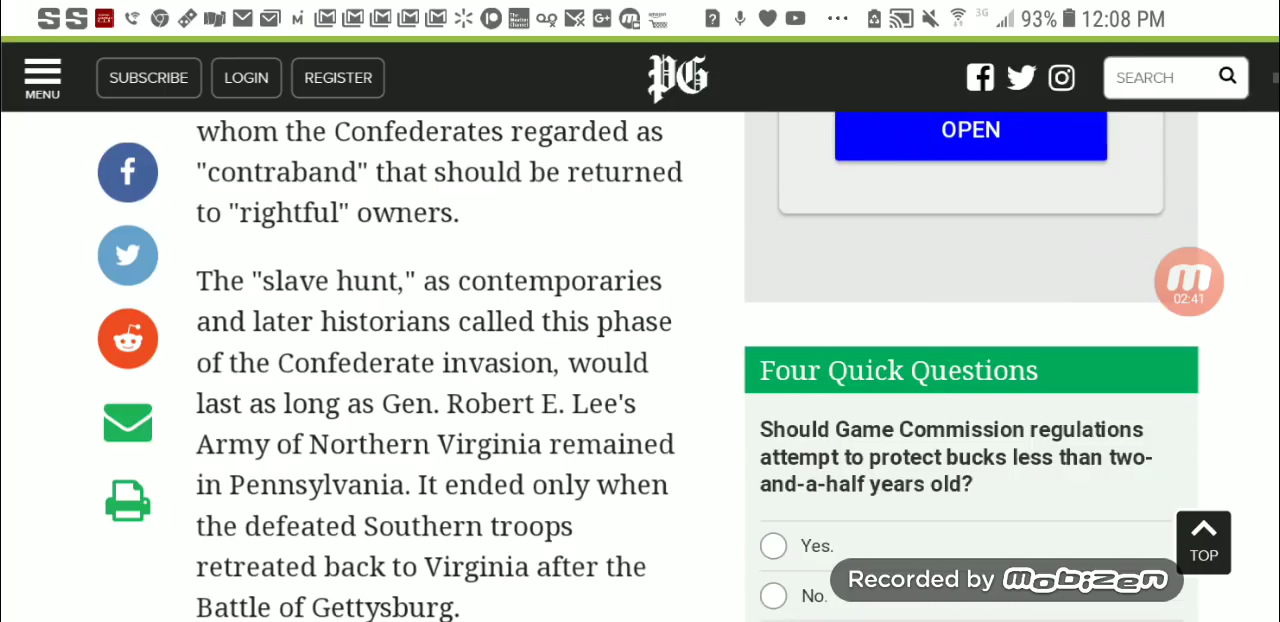 93% 12:08 PM
3G
MENU
SUBSCRIBE
LOGIN
REGISTER
PG
SEARCH
whom the Confederates regarded as
"contraband" that should be returned
to "rightful" owners.
The "slave hunt," as contemporaries
and later historians called this phase
of the Confederate invasion, would
last as long as Gen. Robert E. Lee's
Army of Northern Virginia remained
in Pennsylvania. It ended only when
the defeated Southern troops
retreated back to Virginia after the
Battle of Gettysburg.
OPEN
02:41
Four Quick Questions
Should Game Commission regulations
attempt to protect bucks less than two-
and-a-half years old?
Yes.
No.
TOP
Recorded by mobizen